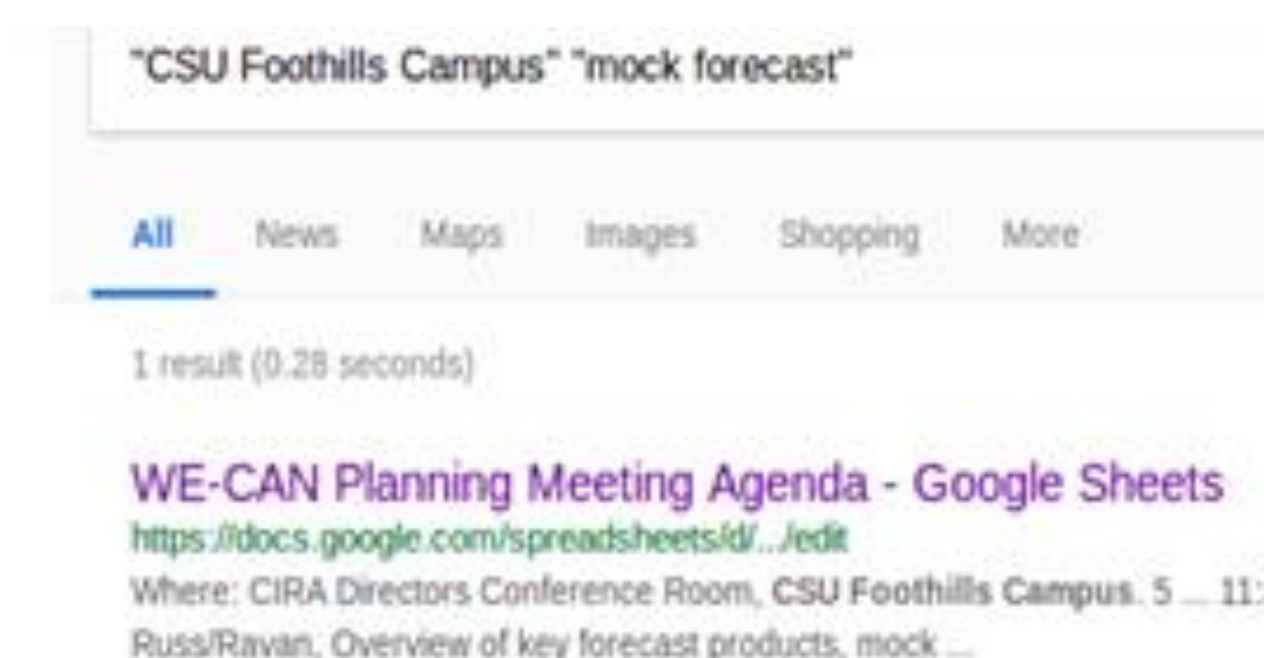 "CSU Foothills Campus" "mock forecast"
All News Maps Images Shopping More
1 result (0.28 seconds)
WE-CAN Planning Meeting Agenda - Google Sheets
https://docs.google.com/spreadsheets/d/.../edit
Where: CIRA Directors Conference Room, CSU Foothills Campus. 5 ... 11:
Russ/Ravan, Overview of key forecast products, mock ...